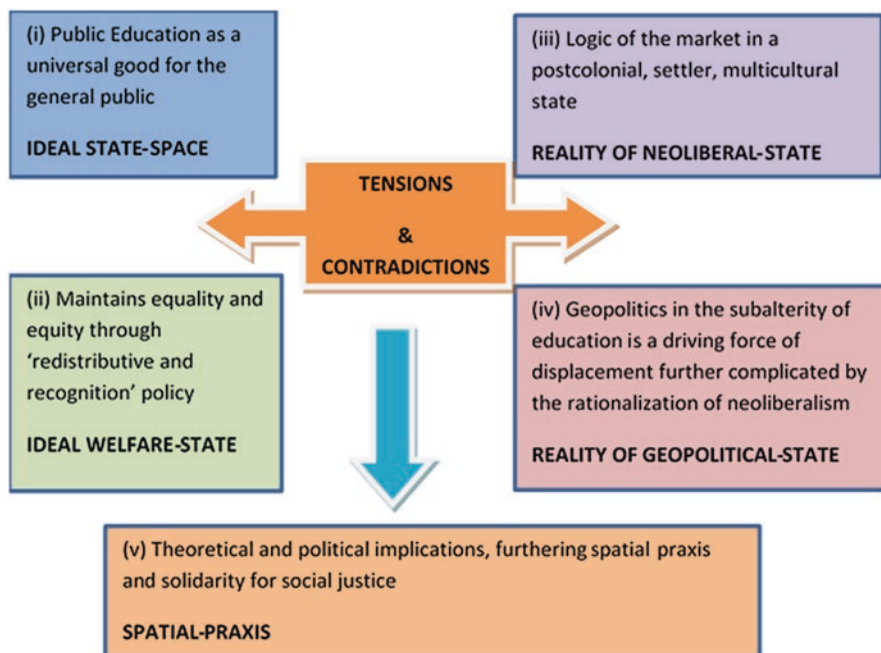 (i) Public Education as a
universal good for the
general public
IDEAL STATE-SPACE
(iii) Logic of the market in a
postcolonial, settler, multicultural
state
REALITY OF NEOLIBERAL-STATE
TENSIONS
&
CONTRADICTIONS
(ii) Maintains equality and
equity through
‘redistributive and
recognition’ policy
IDEAL WELFARE-STATE
(iv) Geopolitics in the subalterity of
education is a driving force of
displacement further complicated by
the rationalization of neoliberalism
REALITY OF GEOPOLITICAL-STATE
(v) Theoretical and political implications, furthering spatial praxis
and solidarity for social justice
SPATIAL-PRAXIS